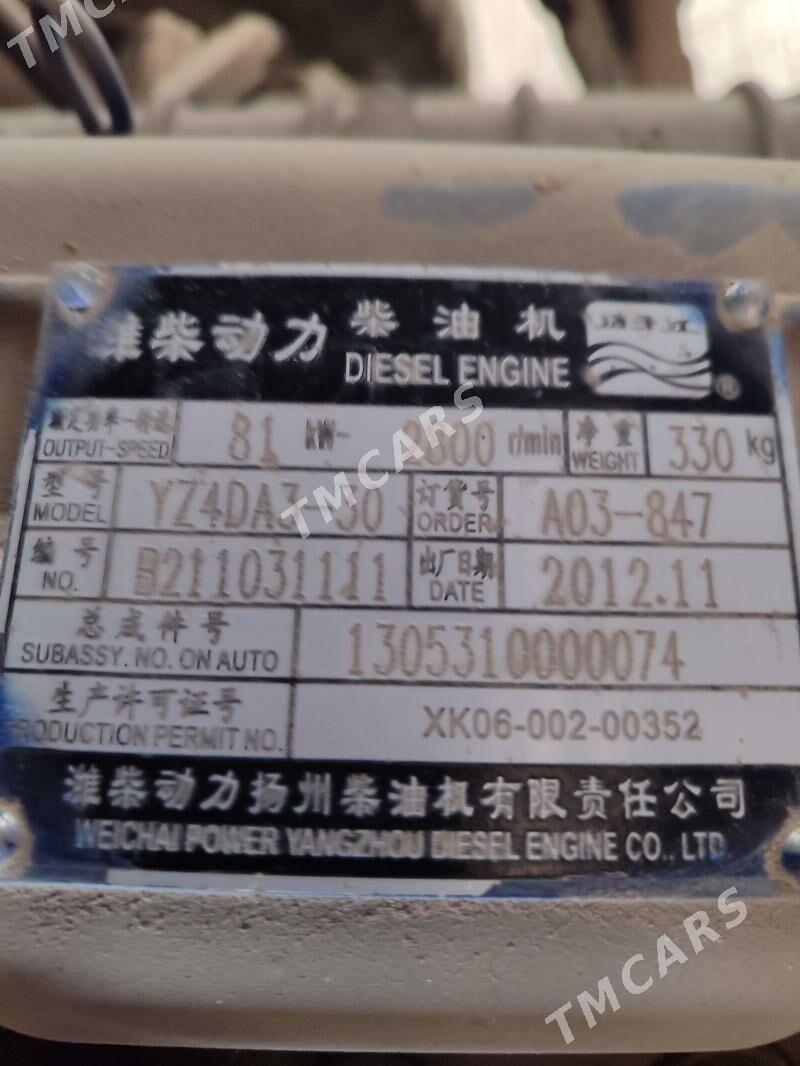 TMCARS
潍柴动力 柴油机
DIESEL ENGINE ®
额定功率-转速 81 kW- 2800 r/min 净重 330 kg
OUTPUT-SPEED WEIGHT
TMCARS
型号 YZ4DA3-30 订货号 A03-847
MODEL ORDER
编号 B211031111 出厂日期 2012.11
NO. DATE
总成件号 1305310000074
SUBASSY. NO. ON AUTO
生产许可证号 XK06-002-00352
PRODUCTION PERMIT NO.
潍柴动力扬州柴油机有限责任公司
WEICHAI POWER YANGZHOU DIESEL ENGINE CO., LTD
TMCARS